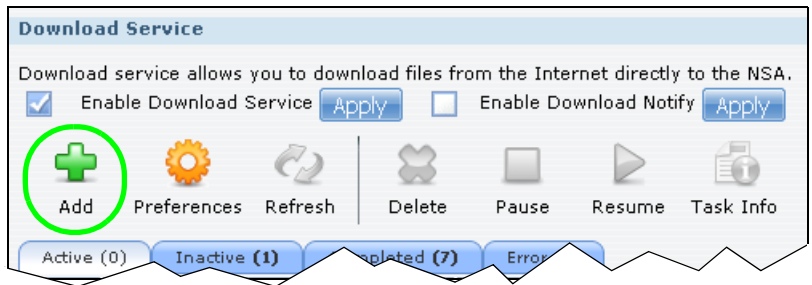 Download Service
Download service allows you to download files from the Internet directly to the NSA.
Enable Download Service Apply Enable Download Notify Apply
Add Preferences Refresh Delete Pause Resume Task Info
Active (0) Inactive (1) (7) Error